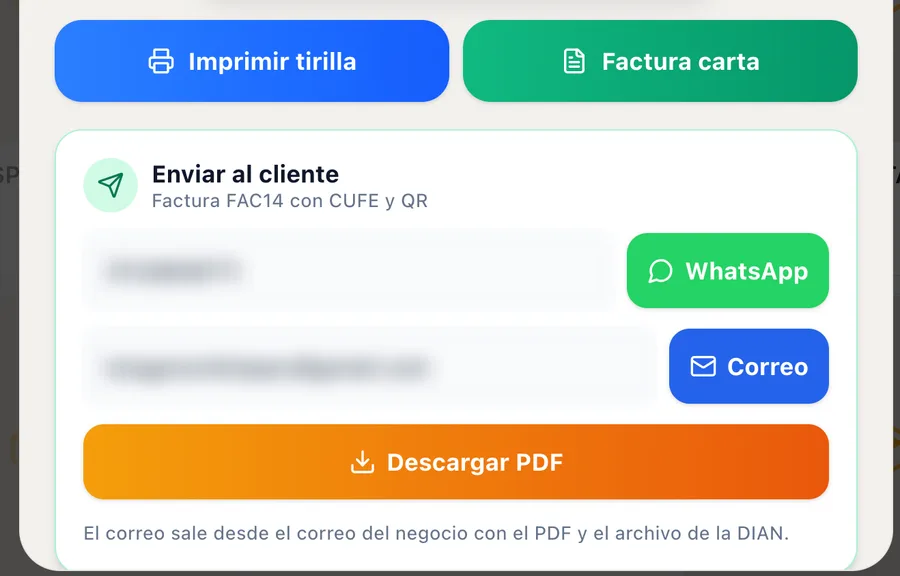 Imprimir tirilla
Factura carta
Enviar al cliente
Factura FAC14 con CUFE y QR
WhatsApp
Correo
Descargar PDF
El correo sale desde el correo del negocio con el PDF y el archivo de la DIAN.